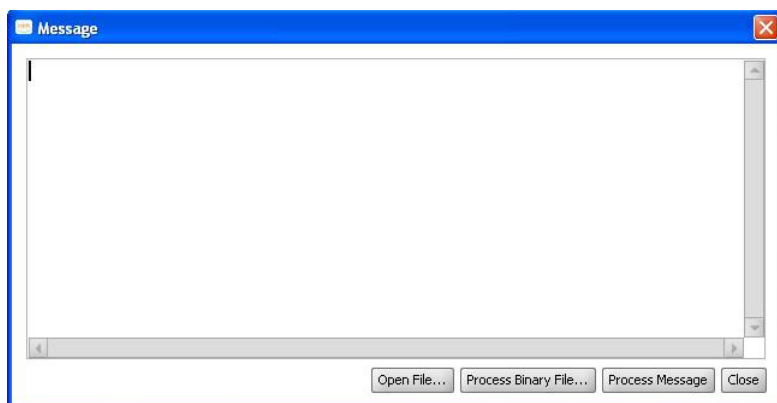 Message
Open File...
Process Binary File...
Process Message
Close